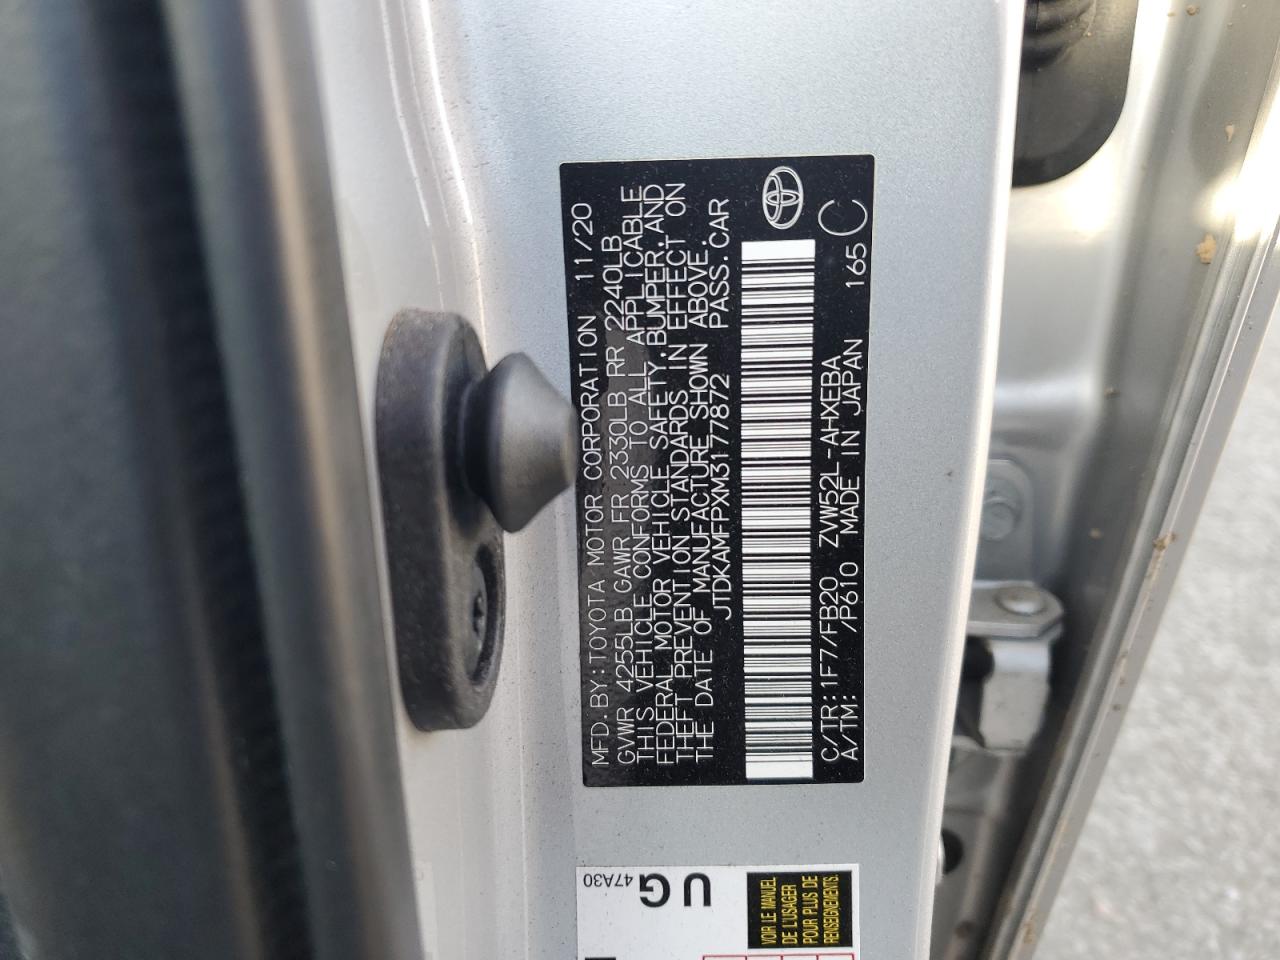 MFD.BY:TOYOTA MOTOR CORPORATION 11/20
GVWR 4255LB GAWR FR 2330LB RR 2240LB
THIS VEHICLE CONFORMS TO ALL APPLICABLE
FEDERAL MOTOR VEHICLE SAFETY,BUMPER,AND
THEFT PREVENTION STANDARDS IN EFFECT ON
THE DATE OF MANUFACTURE SHOWN ABOVE.
JTDKAMFPXM3177872 PASS.CAR
C/TR:1F7/FB20 ZVW52L-AHXEBA 165 C
A/TM: /P610 MADE IN JAPAN
47A30
UG
VOIR LE MANUEL
DE L'USAGER
POUR PLUS DE
RENSEIGNEMENTS.